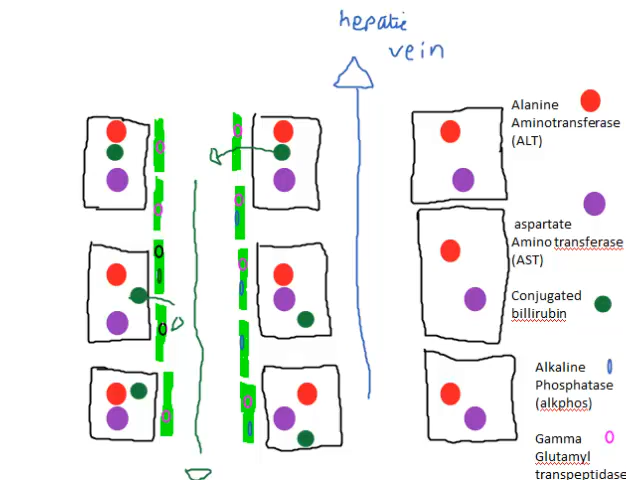 hepatic
vein
Alanine
Aminotransferase
(ALT)
aspartate
Amino transferase
(AST)
Conjugated
billirubin
Alkaline
Phosphatase
(alkphos)
Gamma
Glutamyl
transpeptidase